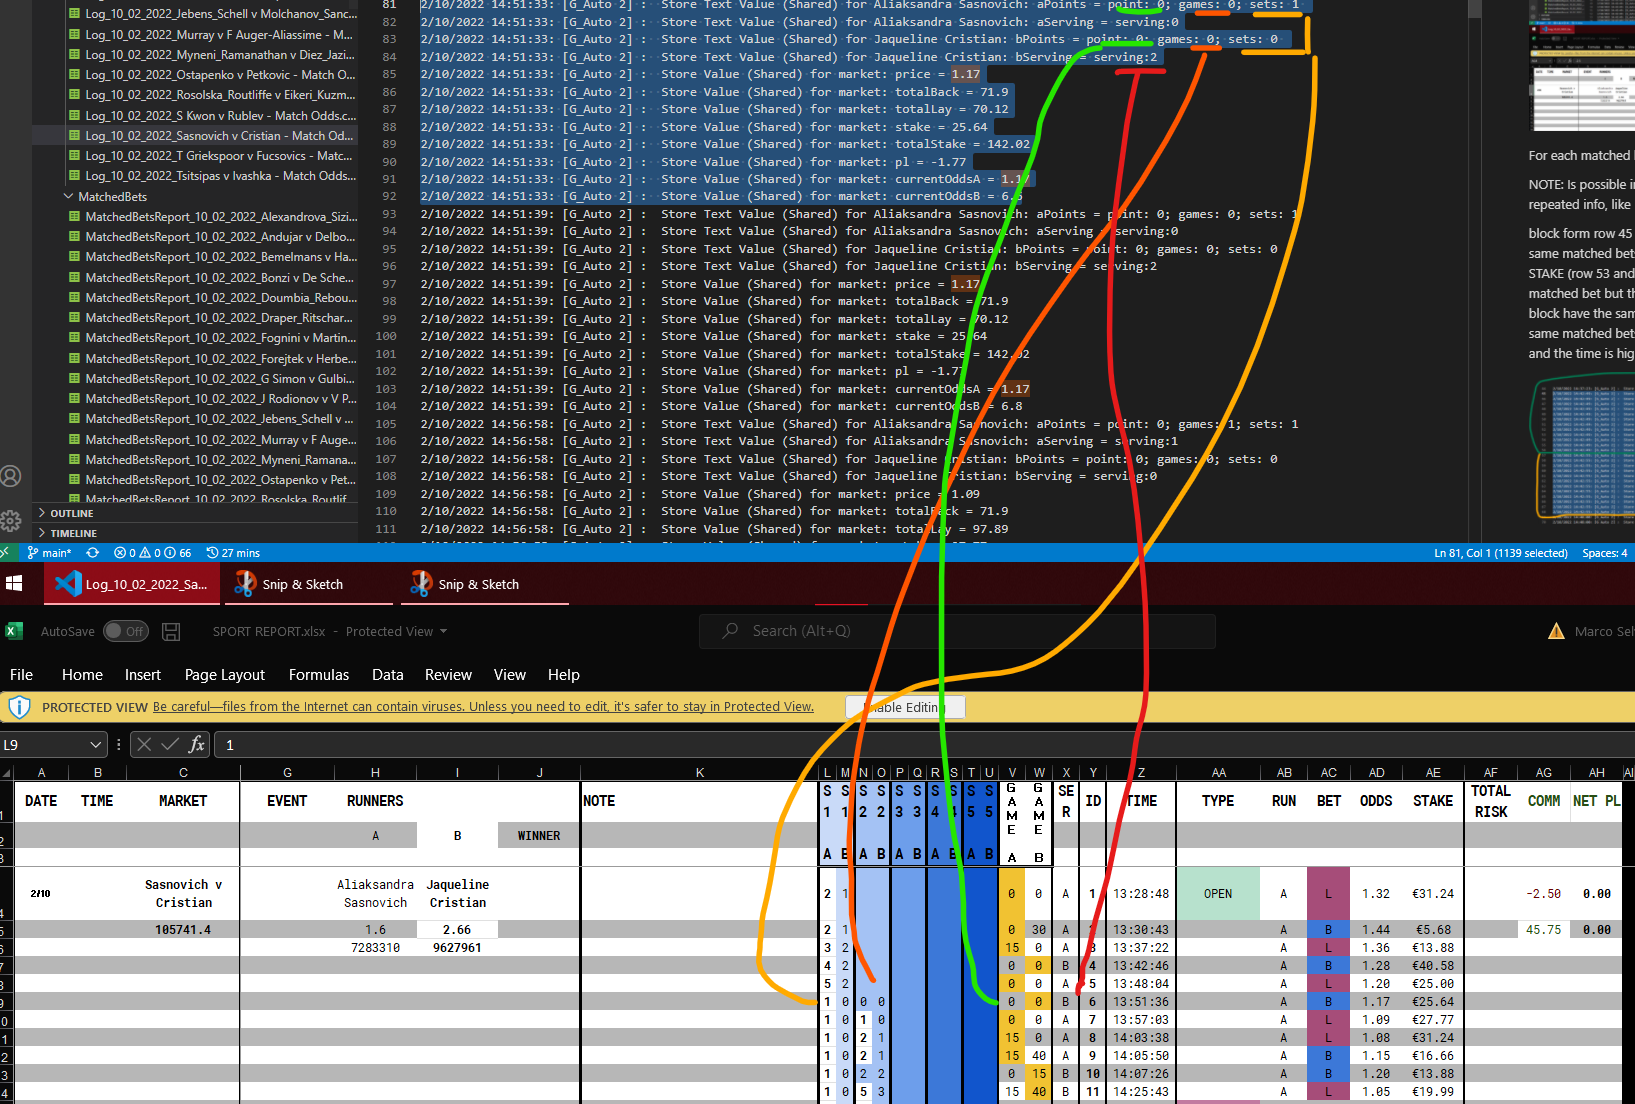 Log_10_02_2022_Jebens_Schell v Molchanov_Sanc...
Log_10_02_2022_Murray v F Auger-Aliassime - M...
Log_10_02_2022_Myneni_Ramanathan v Diez_Jazi...
Log_10_02_2022_Ostapenko v Petkovic - Match O...
Log_10_02_2022_Rosolska_Routliffe v Eikeri_Kuzm...
Log_10_02_2022_S Kwon v Rublev - Match Odds.c...
Log_10_02_2022_Sasnovich v Cristian - Match Od...
Log_10_02_2022_T Griekspoor v Fucsovics - Matc...
Log_10_02_2022_Tsitsipas v Ivashka - Match Odds...
MatchedBets
MatchedBetsReport_10_02_2022_Alexandrova_Sizi...
MatchedBetsReport_10_02_2022_Andujar v Delbo...
MatchedBetsReport_10_02_2022_Bemelmans v Ha...
MatchedBetsReport_10_02_2022_Bonzi v De Sche...
MatchedBetsReport_10_02_2022_Doumbia_Rebou...
MatchedBetsReport_10_02_2022_Draper_Ritschar...
MatchedBetsReport_10_02_2022_Fognini v Martin...
MatchedBetsReport_10_02_2022_Forejtek v Herbe...
MatchedBetsReport_10_02_2022_G Simon v Gulbi...
MatchedBetsReport_10_02_2022_J Rodionov v V P...
MatchedBetsReport_10_02_2022_Jebens_Schell v ...
MatchedBetsReport_10_02_2022_Murray v F Auge...
MatchedBetsReport_10_02_2022_Myneni_Ramana...
MatchedBetsReport_10_02_2022_Ostapenko v Pet...
MatchedBetsReport_10_02_2022_Rosolska_Routlif...
OUTLINE
TIMELINE
81 2/10/2022 14:51:33: [G_Auto 2] : Store Text Value (Shared) for Aliaksandra Sasnovich: aPoints = point: 0; games: 0; sets: 1
82 2/10/2022 14:51:33: [G_Auto 2] : Store Text Value (Shared) for Aliaksandra Sasnovich: aServing = serving:0
83 2/10/2022 14:51:33: [G_Auto 2] : Store Text Value (Shared) for Jaqueline Cristian: bPoints = point: 0; games: 0; sets: 0
84 2/10/2022 14:51:33: [G_Auto 2] : Store Text Value (Shared) for Jaqueline Cristian: bServing = serving:2
85 2/10/2022 14:51:33: [G_Auto 2] : Store Value (Shared) for market: price = 1.17
86 2/10/2022 14:51:33: [G_Auto 2] : Store Value (Shared) for market: totalBack = 71.9
87 2/10/2022 14:51:33: [G_Auto 2] : Store Value (Shared) for market: totalLay = 70.12
88 2/10/2022 14:51:33: [G_Auto 2] : Store Value (Shared) for market: stake = 25.64
89 2/10/2022 14:51:33: [G_Auto 2] : Store Value (Shared) for market: totalStake = 142.02
90 2/10/2022 14:51:33: [G_Auto 2] : Store Value (Shared) for market: pl = -1.77
91 2/10/2022 14:51:33: [G_Auto 2] : Store Value (Shared) for market: currentOddsA = 1.17
92 2/10/2022 14:51:33: [G_Auto 2] : Store Value (Shared) for market: currentOddsB = 6.
93 2/10/2022 14:51:39: [G_Auto 2] : Store Text Value (Shared) for Aliaksandra Sasnovich: aPoints = point: 0; games: 0; sets: 1
94 2/10/2022 14:51:39: [G_Auto 2] : Store Text Value (Shared) for Aliaksandra Sasnovich: aServing = serving:0
95 2/10/2022 14:51:39: [G_Auto 2] : Store Text Value (Shared) for Jaqueline Cristian: bPoints = point: 0; games: 0; sets: 0
96 2/10/2022 14:51:39: [G_Auto 2] : Store Text Value (Shared) for Jaqueline Cristian: bServing = serving:2
97 2/10/2022 14:51:39: [G_Auto 2] : Store Value (Shared) for market: price = 1.17
98 2/10/2022 14:51:39: [G_Auto 2] : Store Value (Shared) for market: totalBack = 71.9
99 2/10/2022 14:51:39: [G_Auto 2] : Store Value (Shared) for market: totalLay = 70.12
100 2/10/2022 14:51:39: [G_Auto 2] : Store Value (Shared) for market: stake = 25.64
101 2/10/2022 14:51:39: [G_Auto 2] : Store Value (Shared) for market: totalStake = 142.02
102 2/10/2022 14:51:39: [G_Auto 2] : Store Value (Shared) for market: pl = -1.77
103 2/10/2022 14:51:39: [G_Auto 2] : Store Value (Shared) for market: currentOddsA = 1.17
104 2/10/2022 14:51:39: [G_Auto 2] : Store Value (Shared) for market: currentOddsB = 6.8
105 2/10/2022 14:56:58: [G_Auto 2] : Store Text Value (Shared) for Aliaksandra Sasnovich: aPoints = point: 0; games: 1; sets: 1
106 2/10/2022 14:56:58: [G_Auto 2] : Store Text Value (Shared) for Aliaksandra Sasnovich: aServing = serving:1
107 2/10/2022 14:56:58: [G_Auto 2] : Store Text Value (Shared) for Jaqueline Cristian: bPoints = point: 0; games: 0; sets: 0
108 2/10/2022 14:56:58: [G_Auto 2] : Store Text Value (Shared) for Jaqueline Cristian: bServing = serving:0
109 2/10/2022 14:56:58: [G_Auto 2] : Store Value (Shared) for market: price = 1.09
110 2/10/2022 14:56:58: [G_Auto 2] : Store Value (Shared) for market: totalBack = 71.9
111 2/10/2022 14:56:58: [G_Auto 2] : Store Value (Shared) for market: totalLay = 97.89
For each matched
NOTE: Is possible i
repeated info, like
block form row 45
same matched bet
STAKE (row 53 and
matched bet but th
block have the sam
same matched bet
and the time is hig
main* 0 0 66 27 mins
Ln 81, Col 1 (1139 selected) Spaces: 4
Log_10_02_2022_Sa... Snip & Sketch Snip & Sketch
AutoSave Off SPORT REPORT.xlsx - Protected View Search (Alt+Q) Marco Sel
File Home Insert Page Layout Formulas Data Review View Help
PROTECTED VIEW Be careful—files from the Internet can contain viruses. Unless you need to edit, it's safer to stay in Protected View. Enable Editing
L9 fx 1
A B C G H I J K L M N O P Q R S T U V W X Y Z AA AB AC AD AE AF AG AH AI
DATE TIME MARKET EVENT RUNNERS NOTE S1 S1 S2 S2 S3 S3 S4 S4 S5 S5 GAME GAME SER ID TIME TYPE RUN BET ODDS STAKE TOTAL RISK COMM NET PL
2 A B WINNER
3 A B A B A B A B A B A B
4 2/10 Sasnovich v Cristian Aliaksandra Sasnovich Jaqueline Cristian 2 1 0 0 A 1 13:28:48 OPEN A L 1.32 €31.24 -2.50 0.00
5 105741.4 1.6 2.66 2 1 0 30 A 2 13:30:43 A B 1.44 €5.68 45.75 0.00
6 7283310 9627961 3 2 15 0 A 3 13:37:22 A L 1.36 €13.88
7 4 2 0 0 B 4 13:42:46 A B 1.28 €40.58
8 5 2 0 0 A 5 13:48:04 A L 1.20 €25.00
9 1 0 0 0 0 0 B 6 13:51:36 A B 1.17 €25.64
0 1 0 1 0 0 0 A 7 13:57:03 A L 1.09 €27.77
1 1 0 2 1 15 0 A 8 14:03:38 A L 1.08 €31.24
2 1 0 2 1 15 40 A 9 14:05:50 A B 1.15 €16.66
3 1 0 2 2 0 15 B 10 14:07:26 A B 1.20 €13.88
4 1 0 5 3 15 40 B 11 14:25:43 A L 1.05 €19.99